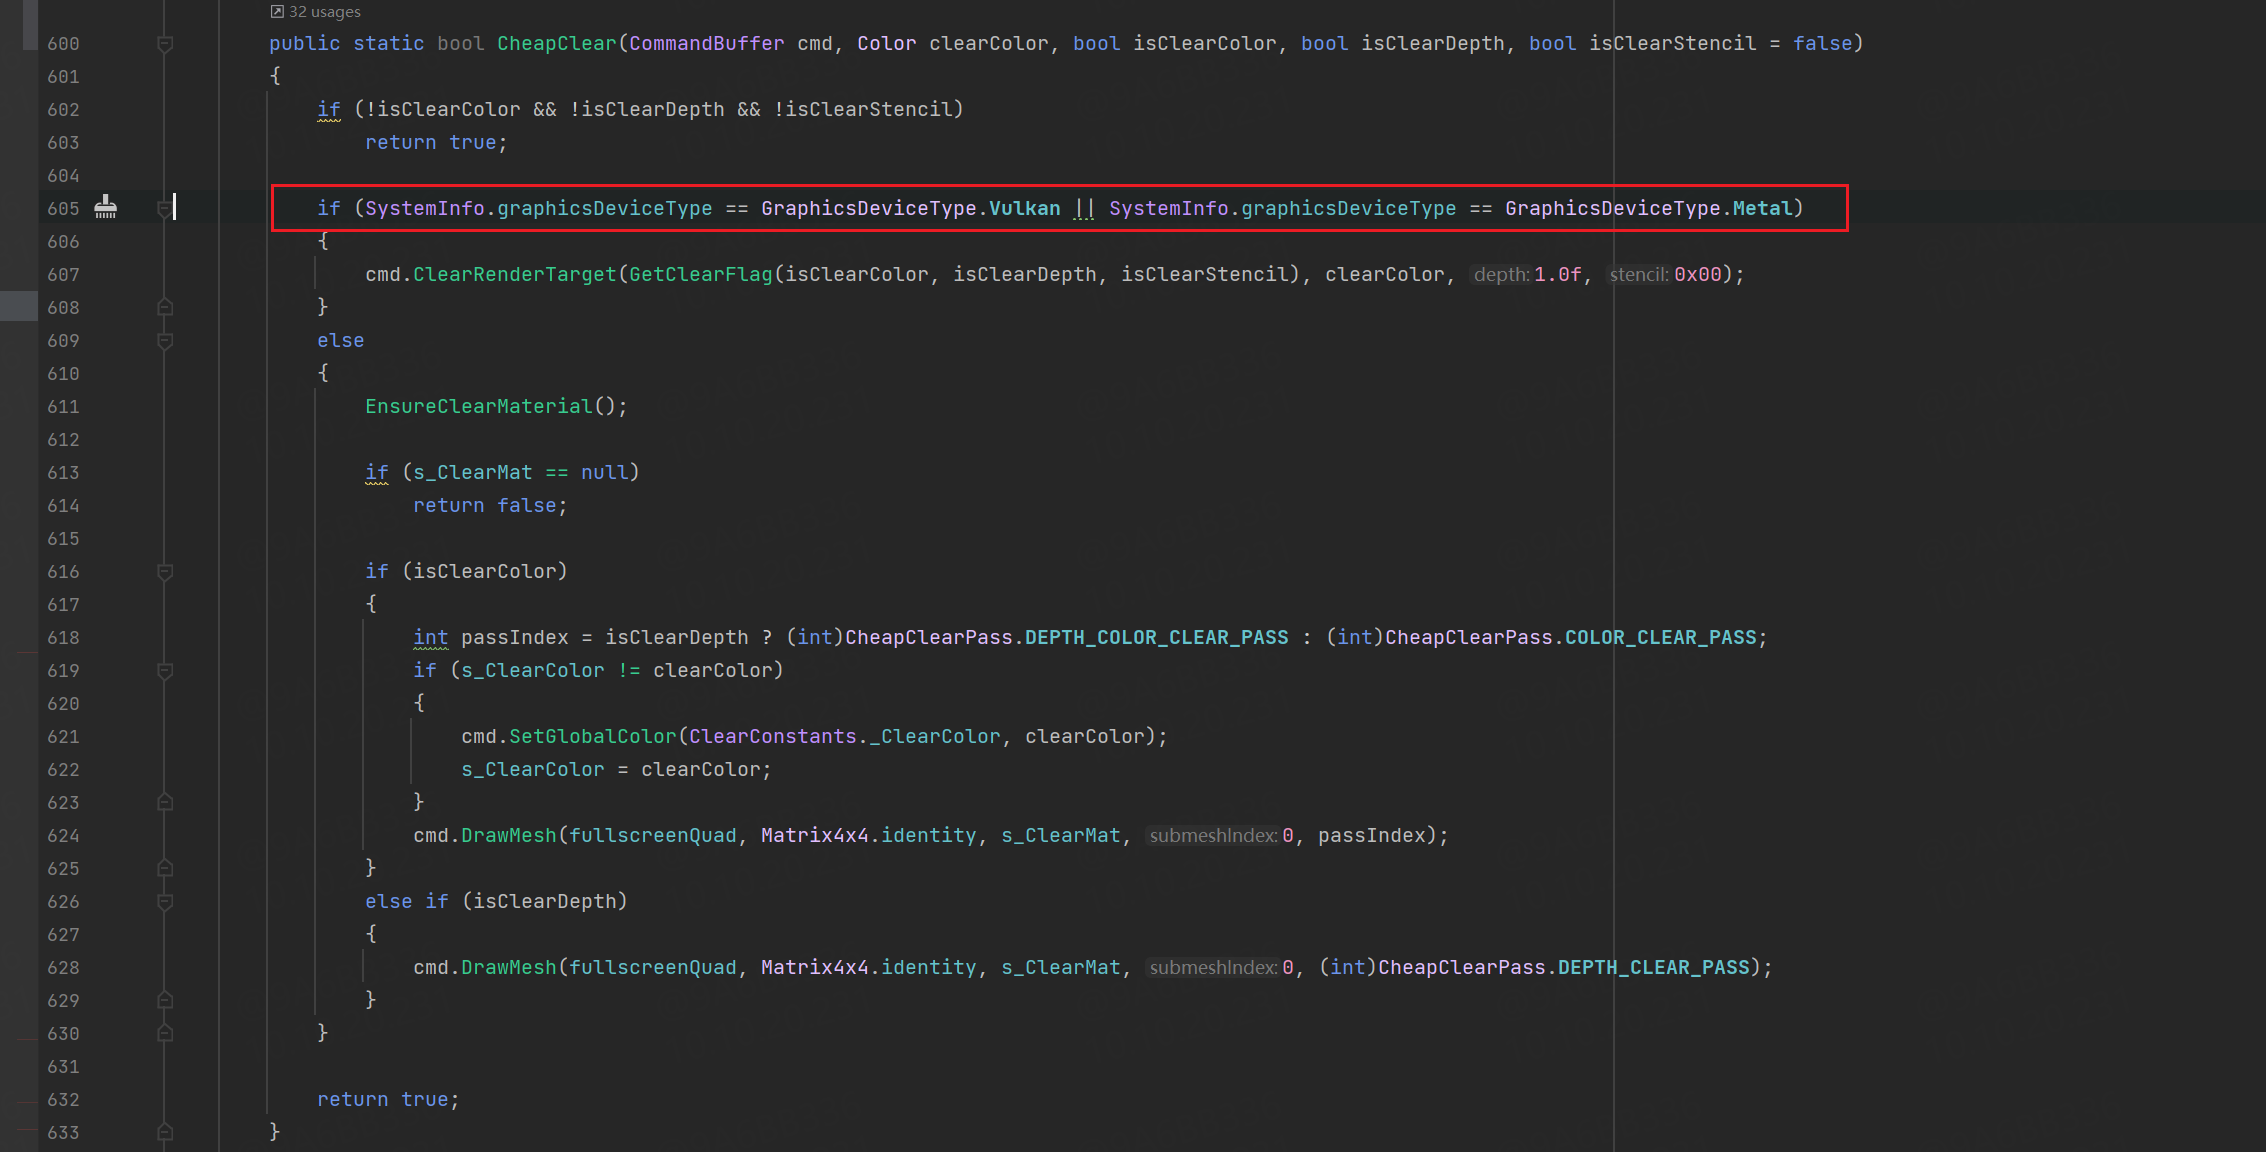 32 usages
600 public static bool CheapClear(CommandBuffer cmd, Color clearColor, bool isClearColor, bool isClearDepth, bool isClearStencil = false)
601 {
602 if (!isClearColor && !isClearDepth && !isClearStencil)
603 return true;
604
605 if (SystemInfo.graphicsDeviceType == GraphicsDeviceType.Vulkan || SystemInfo.graphicsDeviceType == GraphicsDeviceType.Metal)
606 {
607 cmd.ClearRenderTarget(GetClearFlag(isClearColor, isClearDepth, isClearStencil), clearColor, depth: 1.0f, stencil: 0x00);
608 }
609 else
610 {
611 EnsureClearMaterial();
612
613 if (s_ClearMat == null)
614 return false;
615
616 if (isClearColor)
617 {
618 int passIndex = isClearDepth ? (int)CheapClearPass.DEPTH_COLOR_CLEAR_PASS : (int)CheapClearPass.COLOR_CLEAR_PASS;
619 if (s_ClearColor != clearColor)
620 {
621 cmd.SetGlobalColor(ClearConstants._ClearColor, clearColor);
622 s_ClearColor = clearColor;
623 }
624 cmd.DrawMesh(fullscreenQuad, Matrix4x4.identity, s_ClearMat, submeshIndex: 0, passIndex);
625 }
626 else if (isClearDepth)
627 {
628 cmd.DrawMesh(fullscreenQuad, Matrix4x4.identity, s_ClearMat, submeshIndex: 0, (int)CheapClearPass.DEPTH_CLEAR_PASS);
629 }
630 }
631
632 return true;
633 }